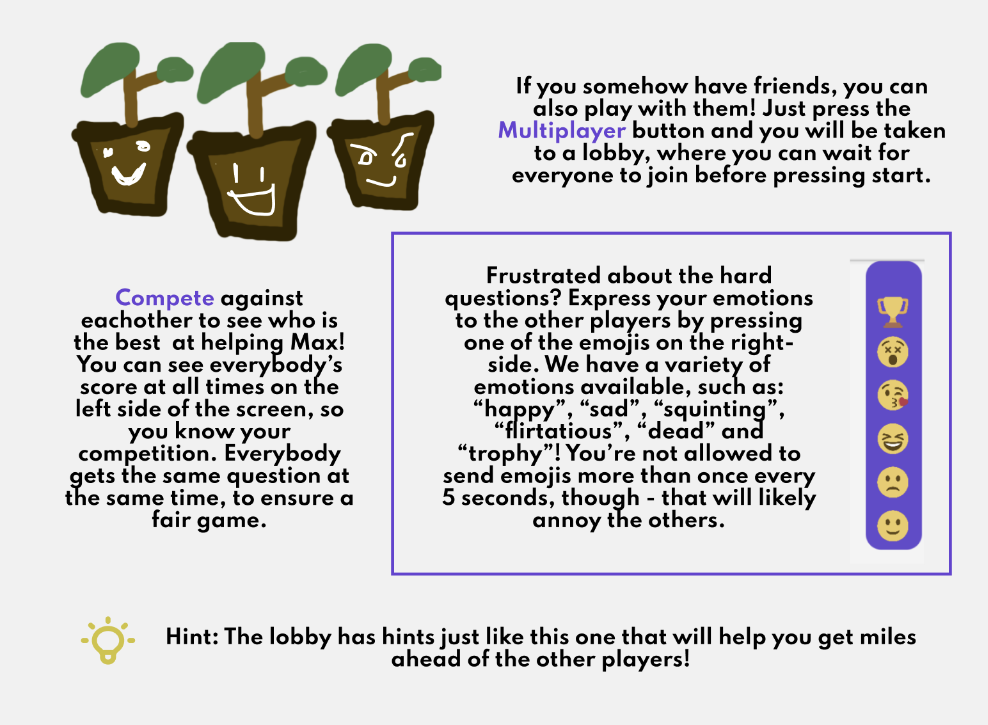 If you somehow have friends, you can
also play with them! Just press the
Multiplayer button and you will be taken
to a lobby, where you can wait for
everyone to join before pressing start.
Compete against
eachother to see who is
the best  at helping Max!
You can see everybody’s
score at all times on the
left side of the screen, so
you know your
competition. Everybody
gets the same question at
the same time, to ensure a
fair game.
Frustrated about the hard
questions? Express your emotions
to the other players by pressing
one of the emojis on the right-
side. We have a variety of
emotions available, such as:
“happy”, “sad”, “squinting”,
“flirtatious”, “dead” and
“trophy”! You’re not allowed to
send emojis more than once every
5 seconds, though - that will likely
annoy the others.
Hint: The lobby has hints just like this one that will help you get miles
ahead of the other players!